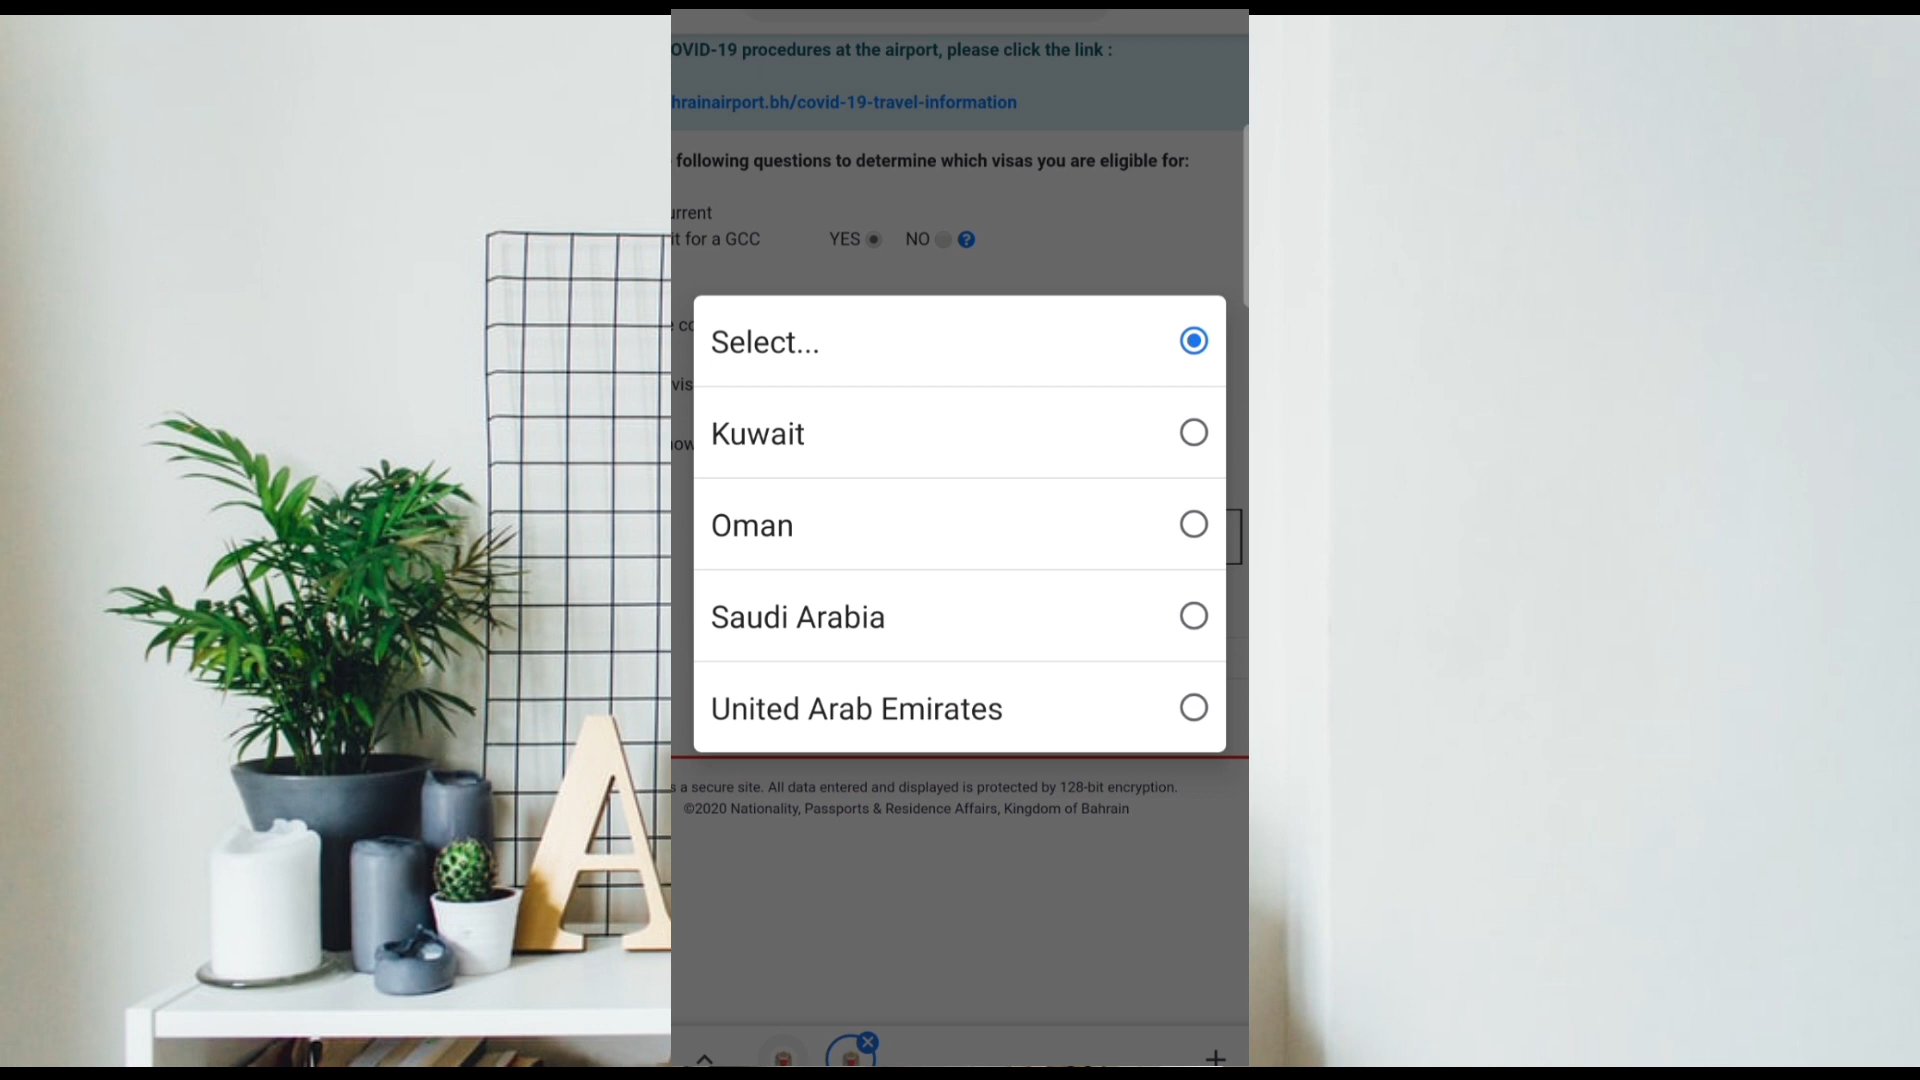 OVID-19 procedures at the airport, please click the link :
hrainairport.bh/covid-19-travel-information
following questions to determine which visas you are eligible for:
urrent
it for a GCC YES NO ?
Select...
Kuwait
Oman
Saudi Arabia
United Arab Emirates
s a secure site. All data entered and displayed is protected by 128-bit encryption.
©2020 Nationality, Passports & Residence Affairs, Kingdom of Bahrain
A